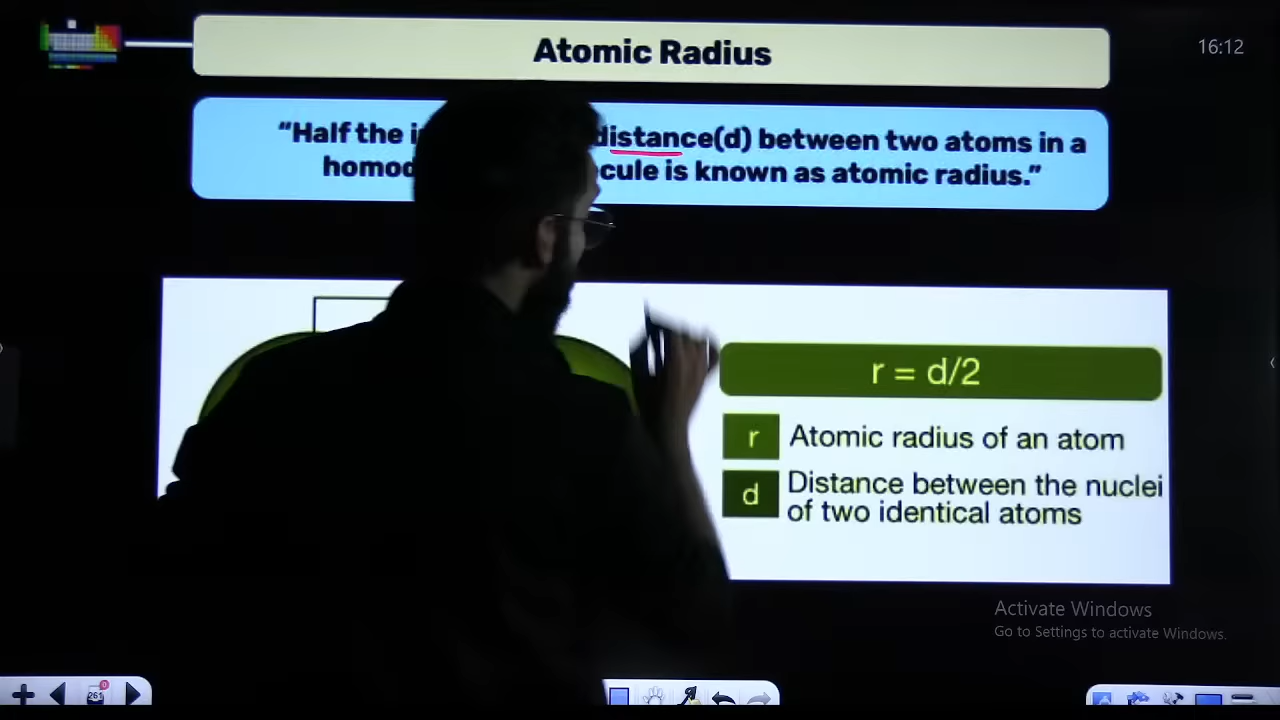 Atomic Radius
16:12
“Half the distance(d) between two atoms in a
is known as atomic radius.”
r = d/2
r Atomic radius of an atom
d Distance between the nuclei
of two identical atoms
Activate Windows
Go to Settings to activate Windows.
261